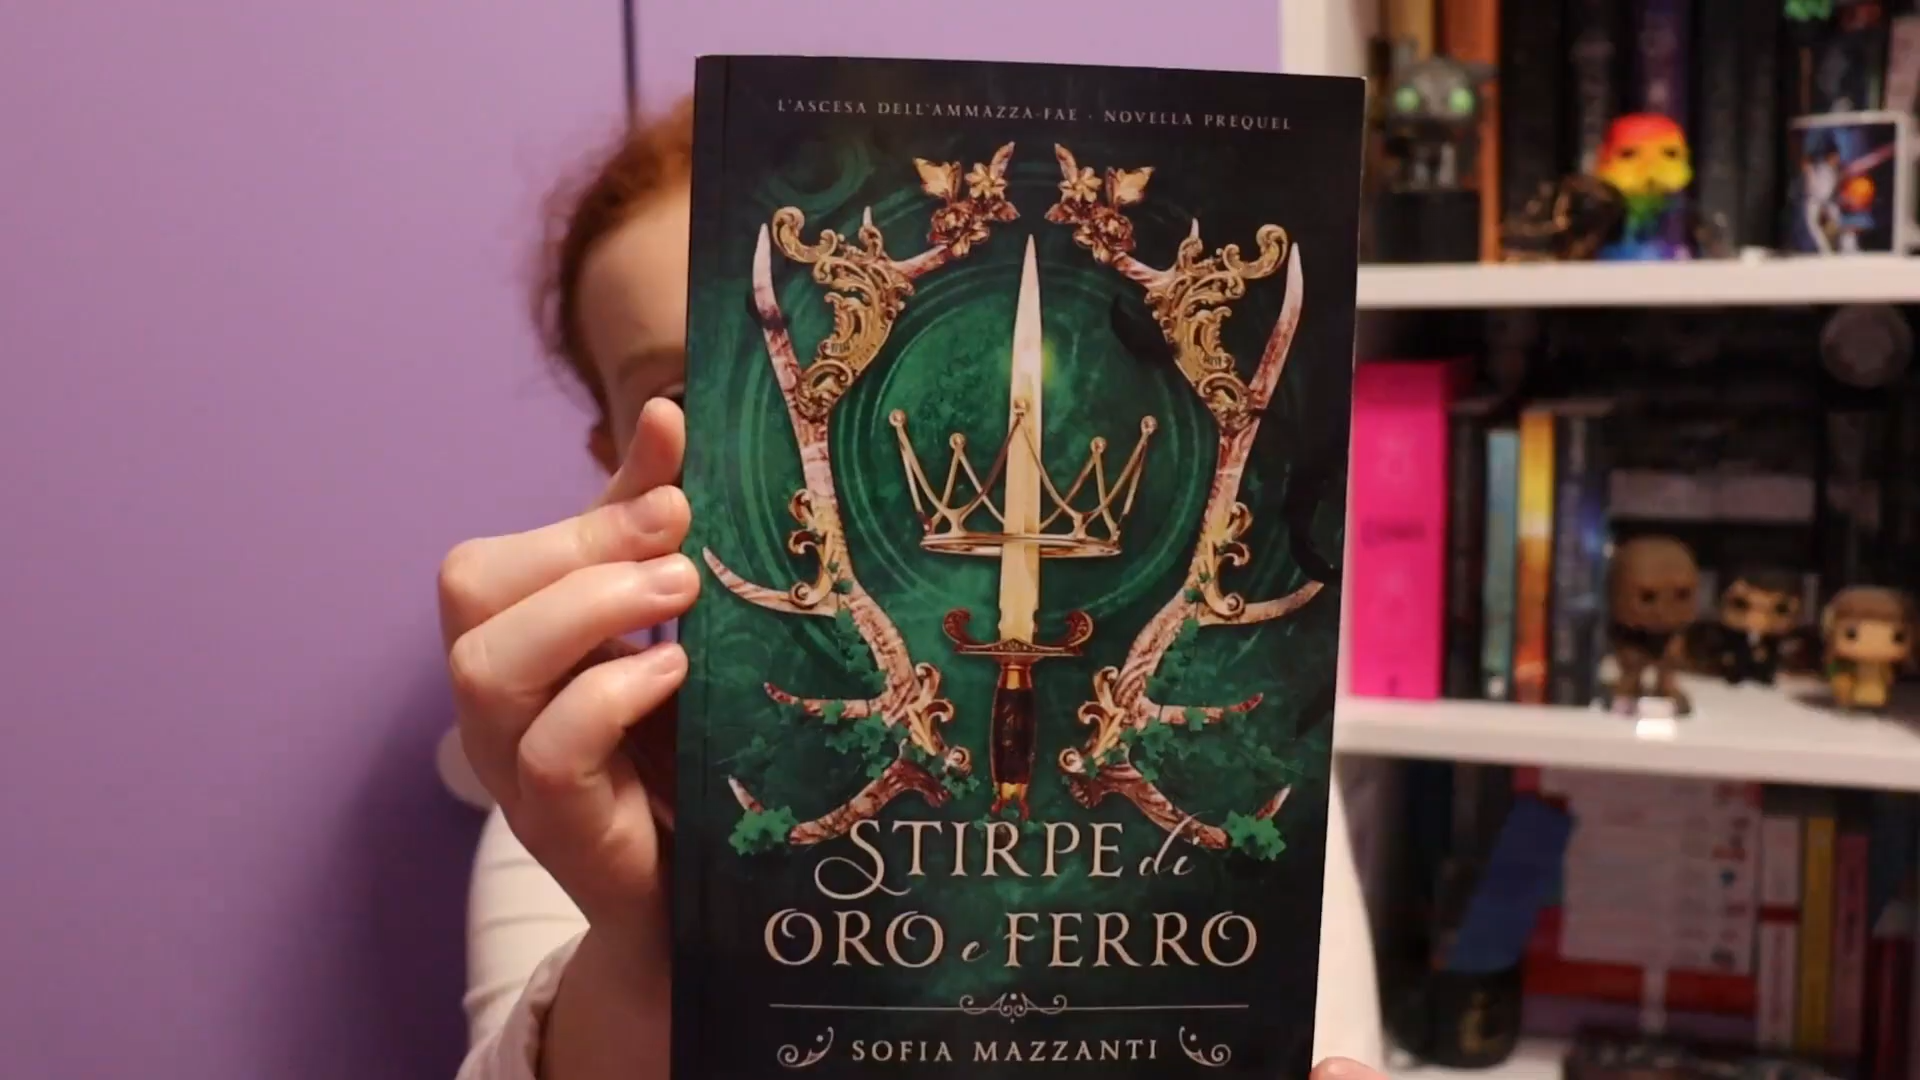 L'ASCESA DELL'AMMAZZA-FAE · NOVELLA PREQUEL
STIRPE di
ORO e FERRO
SOFIA MAZZANTI